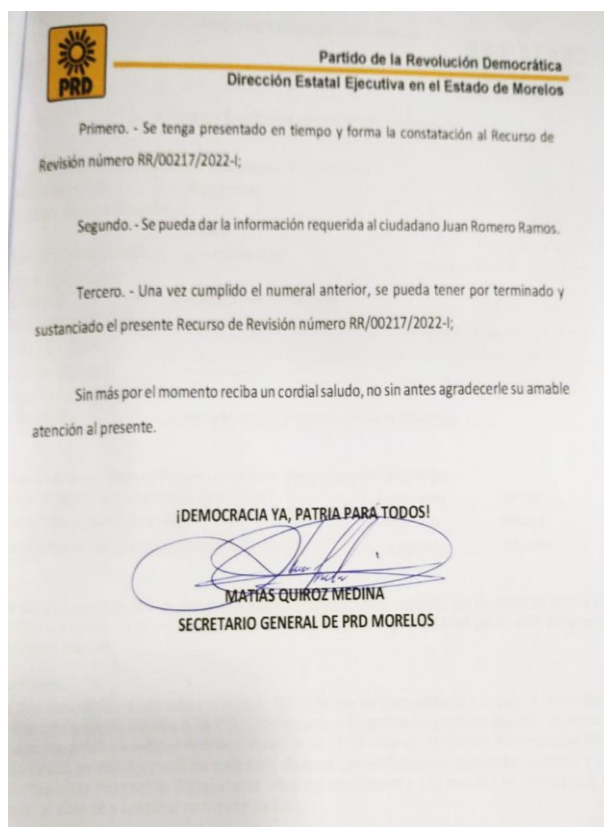 PRD
Partido de la Revolución Democrática
Dirección Estatal Ejecutiva en el Estado de Morelos
Primero. - Se tenga presentado en tiempo y forma la constatación al Recurso de
Revisión número RR/00217/2022-I;
Segundo. - Se pueda dar la información requerida al ciudadano Juan Romero Ramos.
Tercero. - Una vez cumplido el numeral anterior, se pueda tener por terminado y
sustanciado el presente Recurso de Revisión número RR/00217/2022-I;
Sin más por el momento reciba un cordial saludo, no sin antes agradecerle su amable
atención al presente.
¡DEMOCRACIA YA, PATRIA PARA TODOS!
MATIAS QUIROZ MEDINA
SECRETARIO GENERAL DE PRD MORELOS